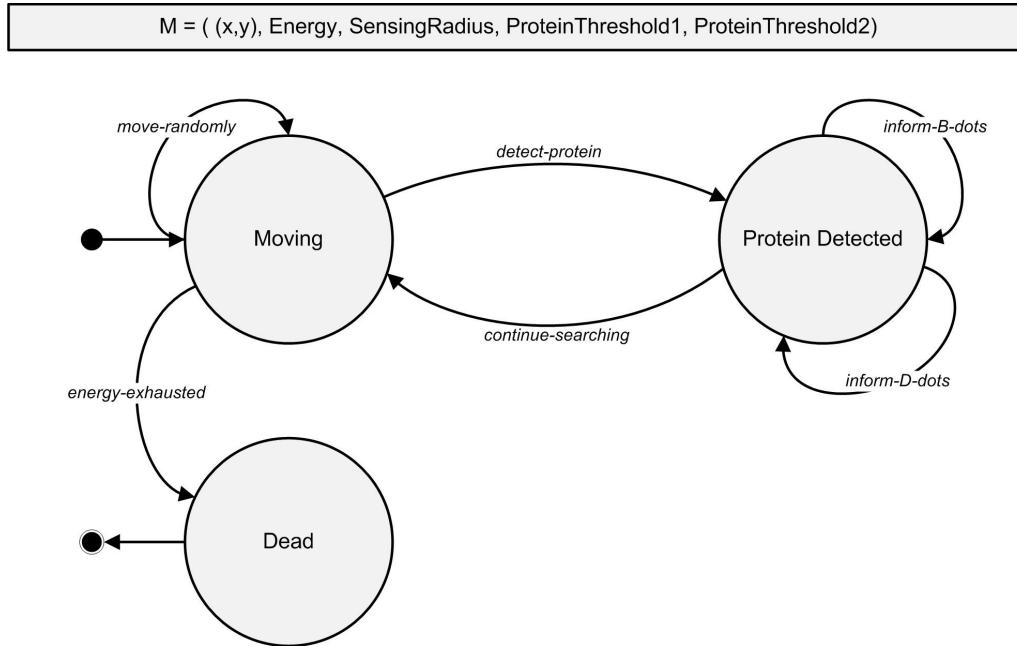 M = ( (x,y), Energy, SensingRadius, ProteinThreshold1, ProteinThreshold2)
move-randomly
inform-B-dots
detect-protein
Moving
Protein Detected
continue-searching
inform-D-dots
energy-exhausted
Dead